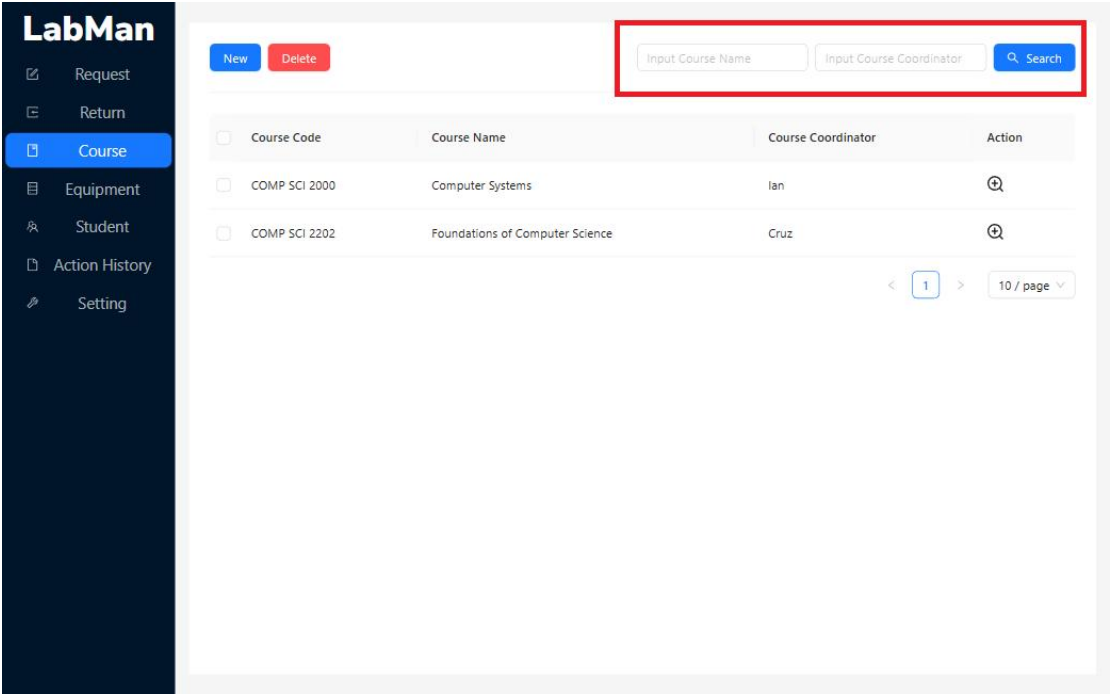 LabMan
Request
Return
Course
Equipment
Student
Action History
Setting
New Delete Input Course Name Input Course Coordinator Search
Course Code Course Name Course Coordinator Action
COMP SCI 2000 Computer Systems Ian
COMP SCI 2202 Foundations of Computer Science Cruz
< 1 > 10 / page